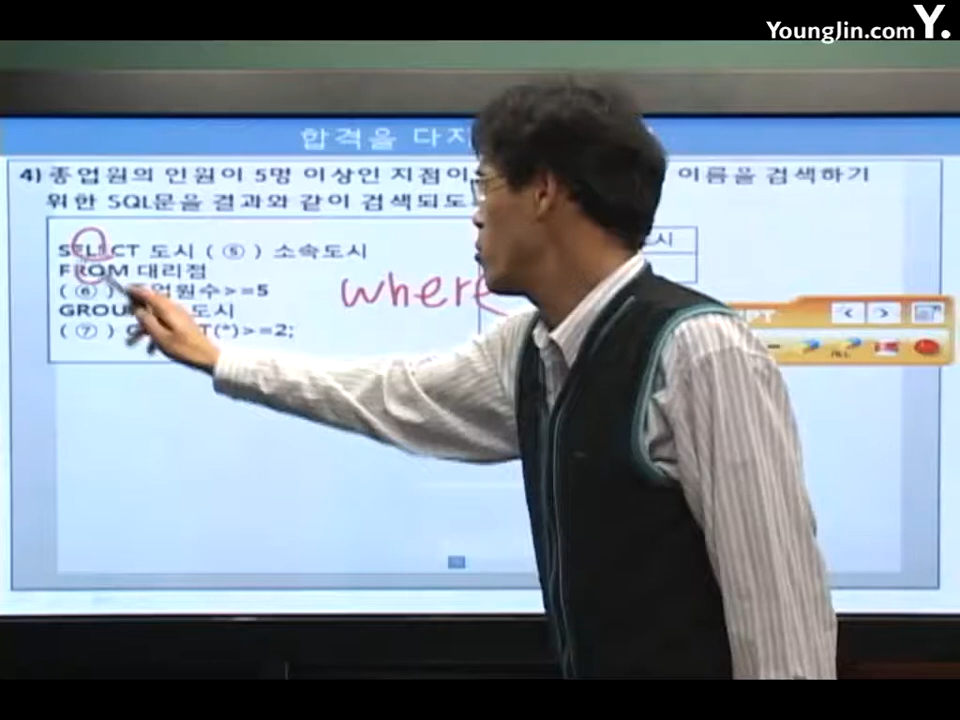 YoungJin.com Y.
합격을 다지
4) 종업원의 인원이 5명 이상인 지점이 이름을 검색하기
위한 SQL문을 결과와 같이 검색되도
SELECT 도시 ( ⑤ ) 소속도시
FROM 대리점
( ⑥ ) 종업원수>=5
where
GROUP 도시
( ⑦ ) (*)>=2;